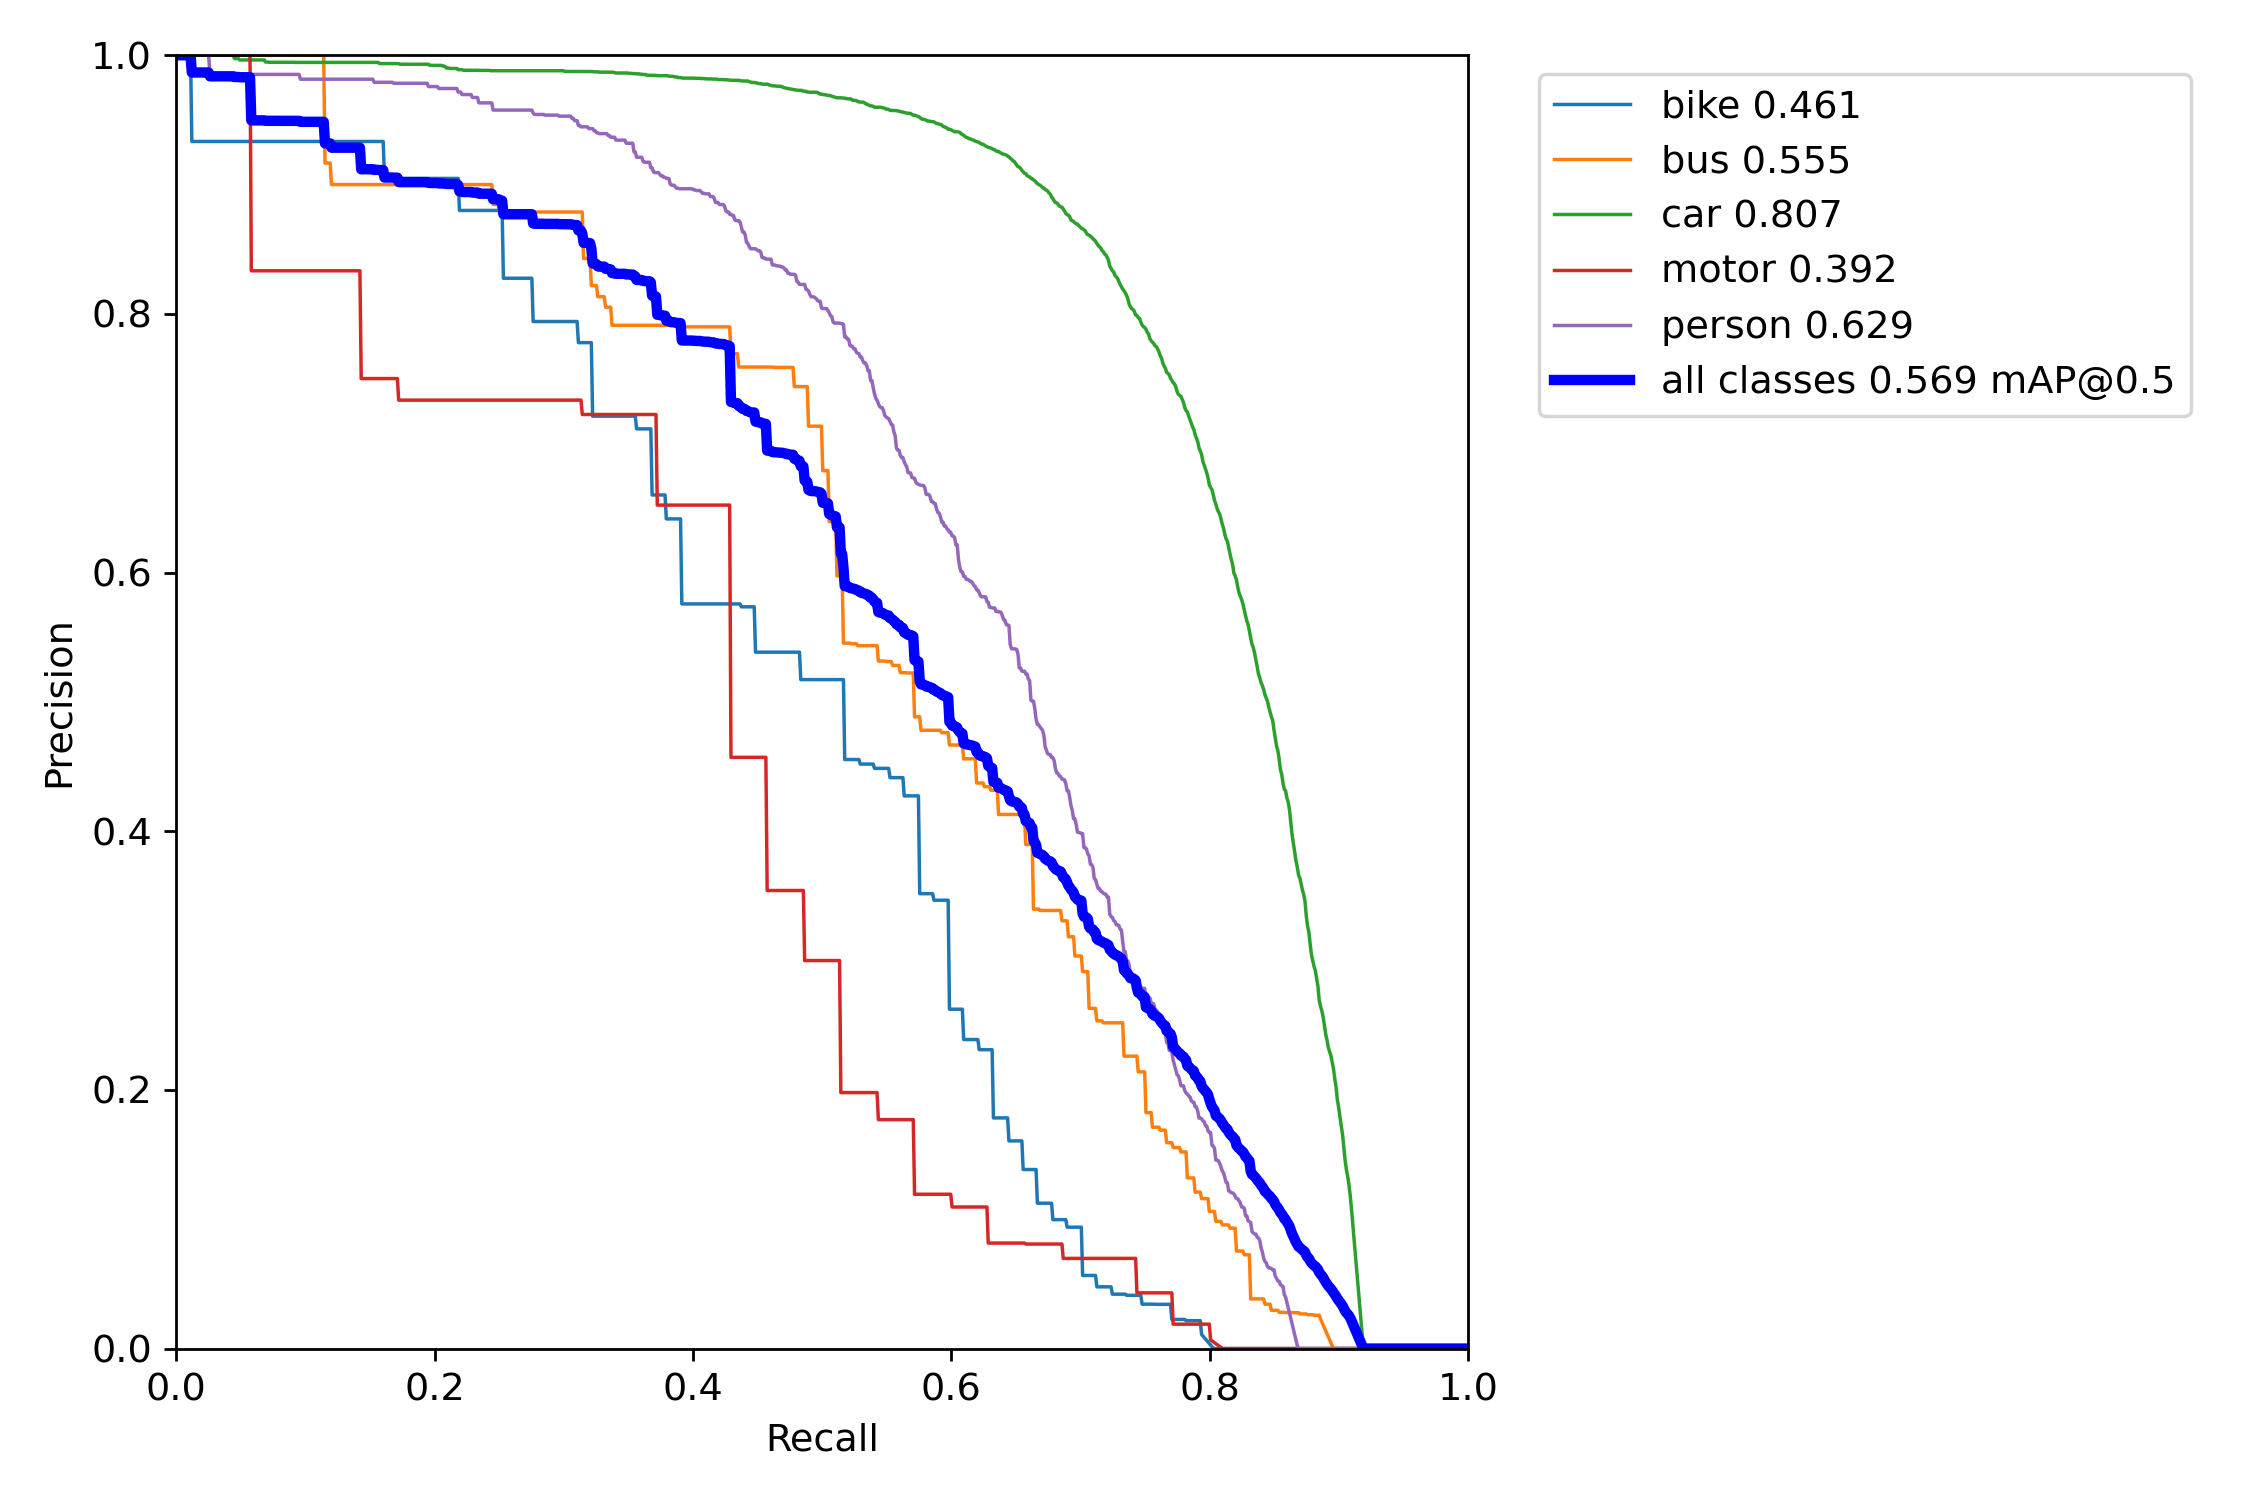 1.0
0.8
0.6
0.4
0.2
0.0
Precision
0.0 0.2 0.4 0.6 0.8 1.0
Recall
bike 0.461
bus 0.555
car 0.807
motor 0.392
person 0.629
all classes 0.569 mAP@0.5